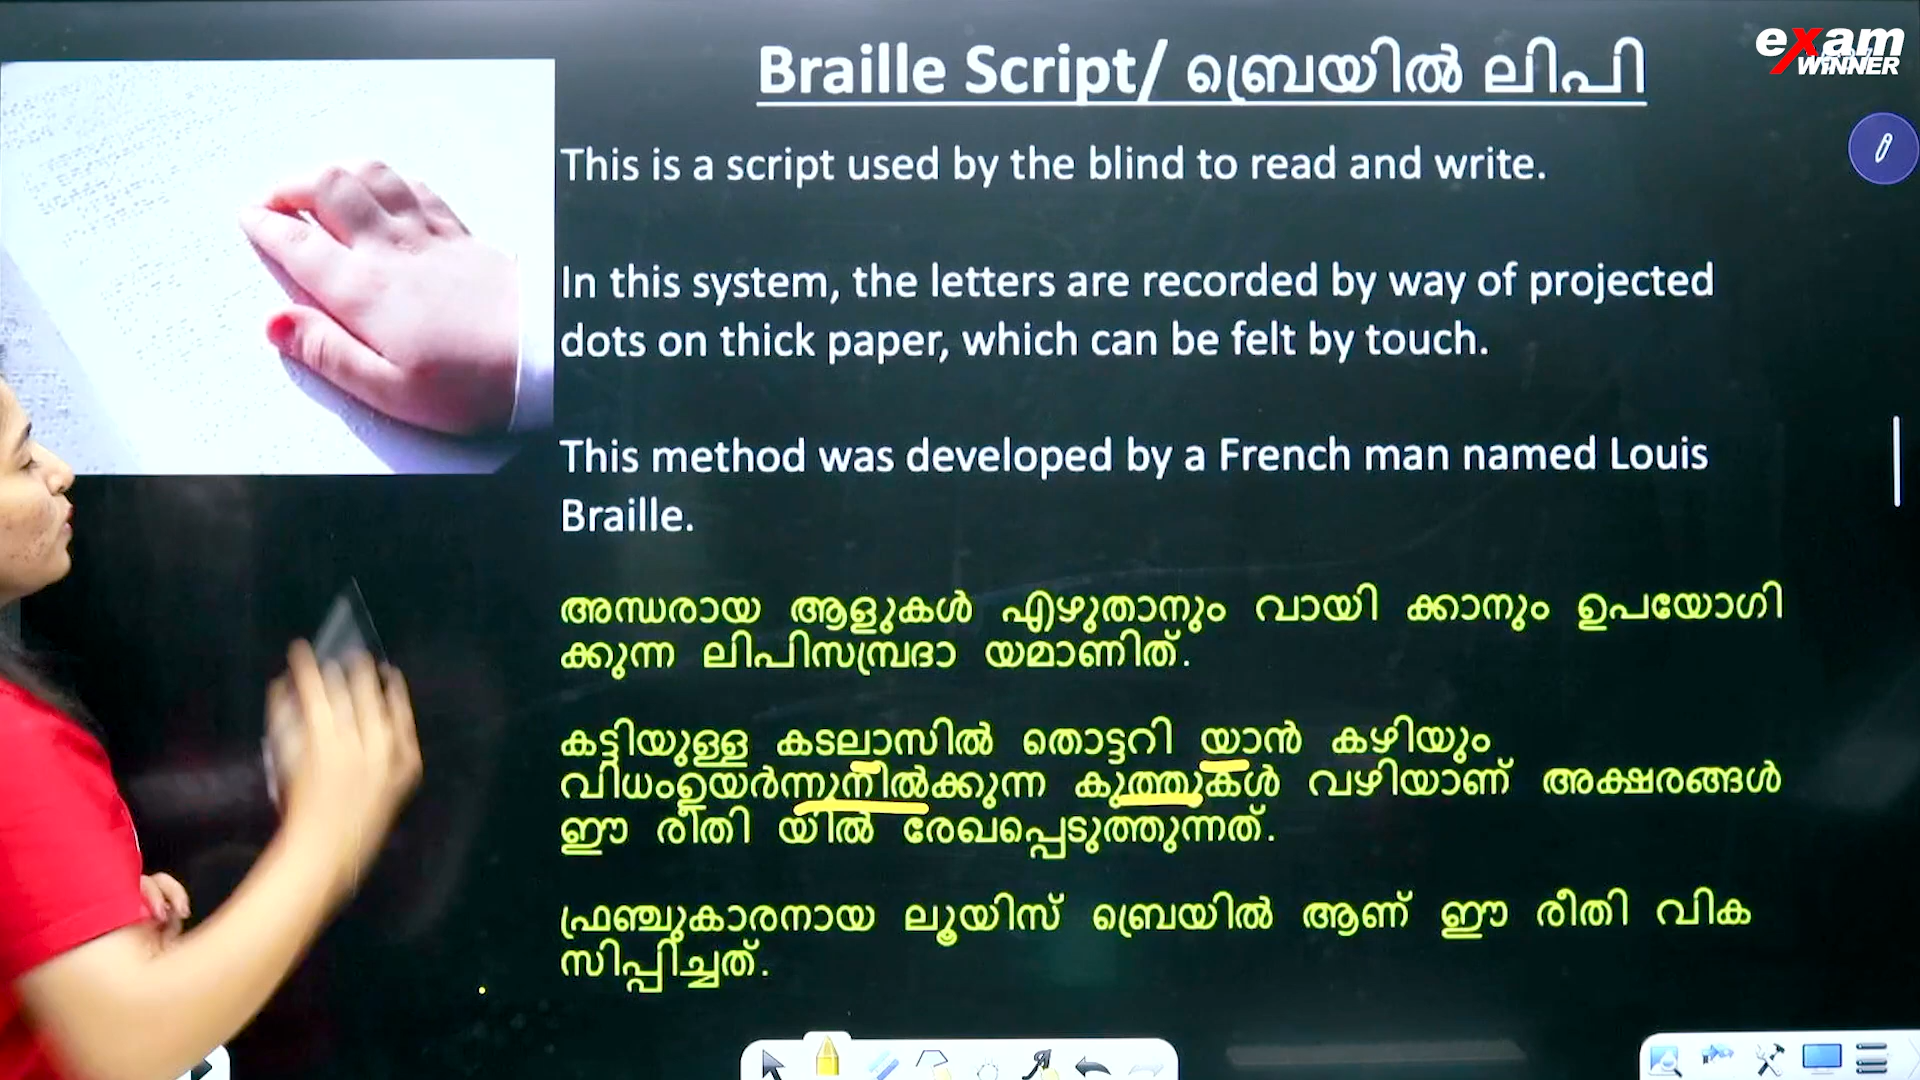 exam
WINNER
Braille Script/ ബ്രെയിൽ ലിപി
This is a script used by the blind to read and write.
In this system, the letters are recorded by way of projected
dots on thick paper, which can be felt by touch.
This method was developed by a French man named Louis
Braille.
അന്ധരായ ആളുകൾ എഴുതാനും വായി ക്കാനും ഉപയോഗി
ക്കുന്ന ലിപിസമ്പ്രദാ യമാണിത്.
കട്ടിയുള്ള കടലാസിൽ തൊട്ടറി യാൻ കഴിയും
വിധംഉയർന്നുനിൽക്കുന്ന കുത്തുകൾ വഴിയാണ് അക്ഷരങ്ങൾ
ഈ രീതി യിൽ രേഖപ്പെടുത്തുന്നത്.
ഫ്രഞ്ചുകാരനായ ലൂയിസ് ബ്രെയിൽ ആണ് ഈ രീതി വിക
സിപ്പിച്ചത്.